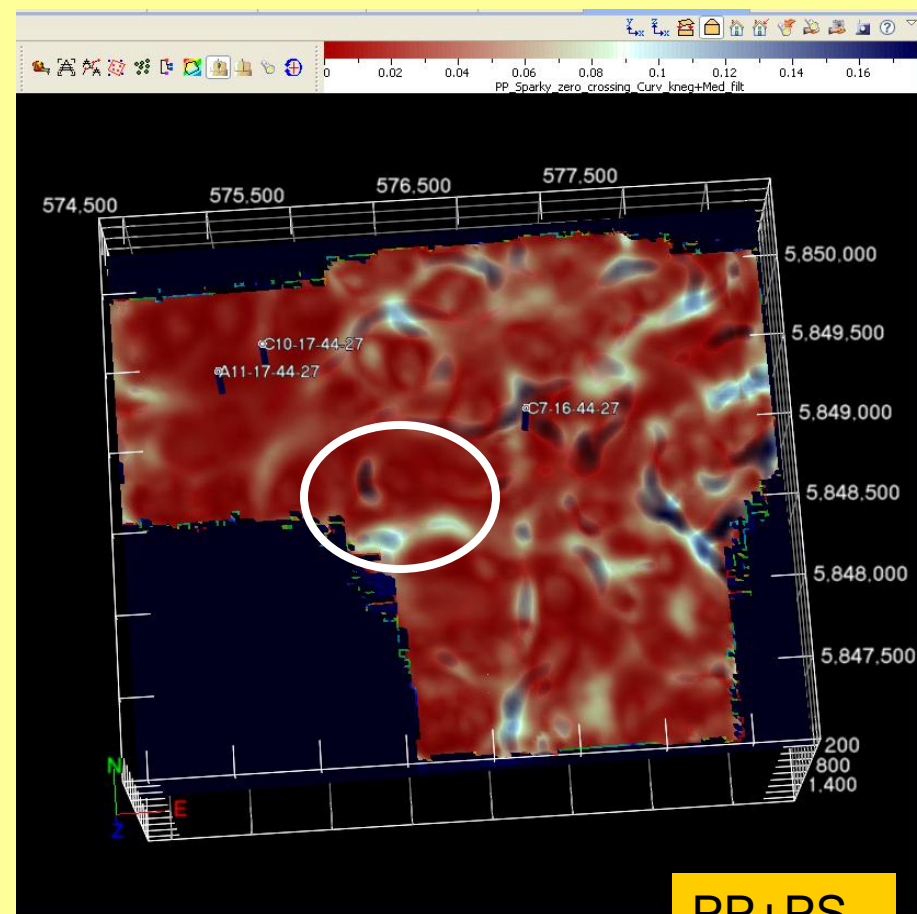 0 0.02 0.04 0.06 0.08 0.1 0.12 0.14 0.16
PP_Sparky_zero_crossing_Curv_kneg+Med_filt
574,500 575,500 576,500 577,500
5,850,000
5,849,500
C10-17-44-27
A11-17-44-27
C7-16-44-27
5,849,000
5,848,500
5,848,000
5,847,500
200
800
1,400
N
E
Z
PP+PS